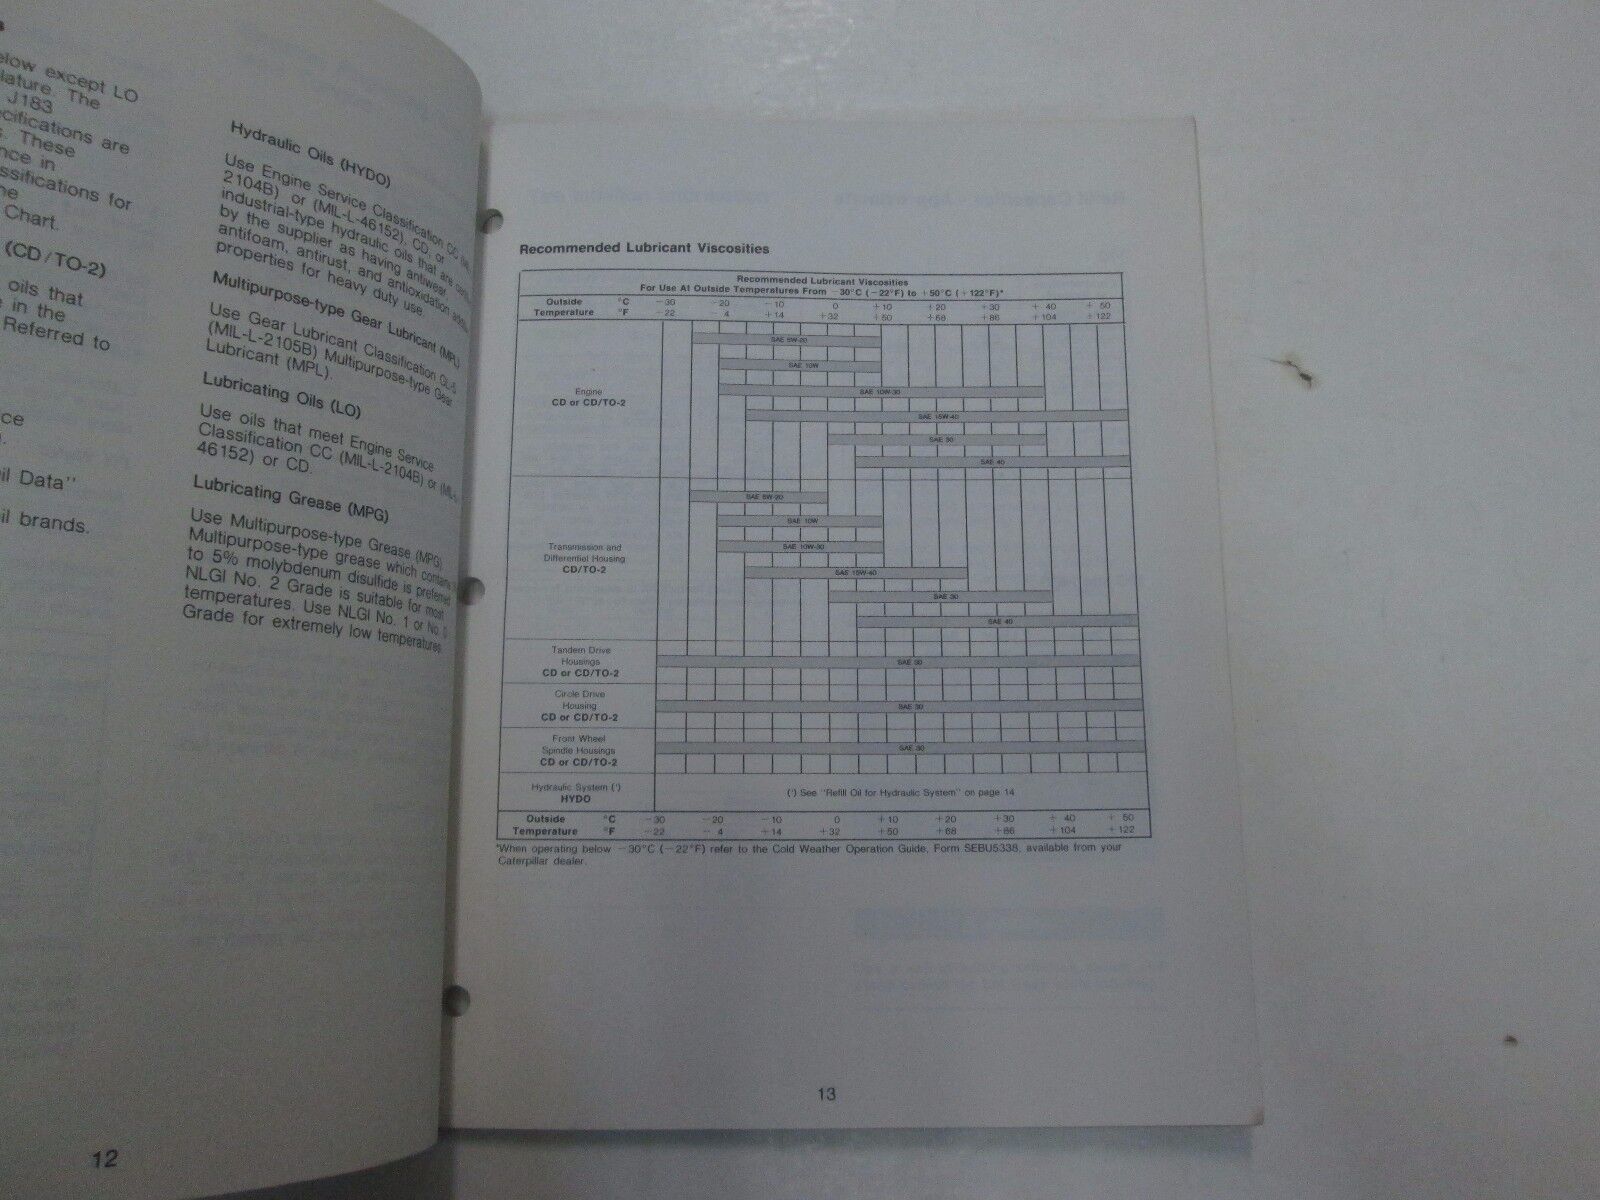 elow except LO
lature. The
J183
cifications are
s. These
nce in
ssifications for
ne
Chart.
(CD/TO-2)
oils that
e in the
Referred to
ce
il Data"
il brands.
12
Hydraulic Oils (HYDO)
Use Engine Service Classification CC (MIL-
2104B) or (MIL-L-46152), CD, or
industrial-type hydraulic oils that are
by the supplier as having antiwear,
antifoam, antirust, and antioxidation
properties for heavy duty use.
Multipurpose-type Gear Lubricant (MPL)
Use Gear Lubricant Classification GL-5
(MIL-L-2105B) Multipurpose-type Gear
Lubricant (MPL).
Lubricating Oils (LO)
Use oils that meet Engine Service
Classification CC (MIL-L-2104B) or (MIL-L-
46152) or CD.
Lubricating Grease (MPG)
Use Multipurpose-type Grease (MPG).
Multipurpose-type grease which contains
to 5% molybdenum disulfide is preferred
NLGI No. 2 Grade is suitable for most
temperatures. Use NLGI No. 1 or No. 0
Grade for extremely low temperatures.
Recommended Lubricant Viscosities
Recommended Lubricant Viscosities
For Use At Outside Temperatures From -30°C (-22°F) to +50°C (+122°F)*
Outside °C -30 -20 -10 0 +10 +20 +30 + 40 + 50
Temperature °F -22 - 4 +14 +32 +50 +68 +86 +104 +122
Engine
CD or CD/TO-2
SAE 5W-20
SAE 10W
SAE 10W-30
SAE 15W-40
SAE 30
SAE 40
Transmission and
Differential Housing
CD/TO-2
SAE 5W-20
SAE 10W
SAE 10W-30
SAE 15W-40
SAE 30
SAE 40
Tandem Drive
Housings
CD or CD/TO-2
SAE 30
Circle Drive
Housing
CD or CD/TO-2
SAE 30
Front Wheel
Spindle Housings
CD or CD/TO-2
SAE 30
Hydraulic System (¹)
HYDO
(¹) See "Refill Oil for Hydraulic System" on page 14
Outside °C -30 -20 -10 0 +10 +20 +30 + 40 + 50
Temperature °F -22 - 4 +14 +32 +50 +68 +86 +104 +122
*When operating below -30°C (-22°F) refer to the Cold Weather Operation Guide, Form SEBU5338, available from your
Caterpillar dealer.
13